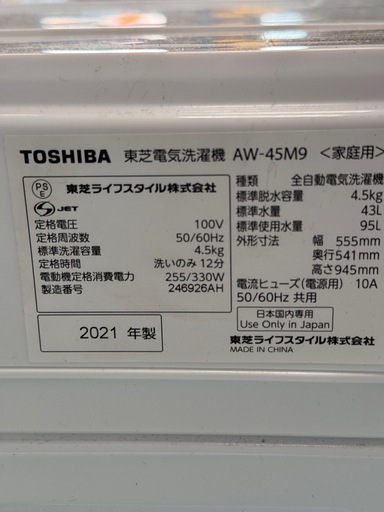 TOSHIBA 東芝電気洗濯機 AW-45M9 <家庭用>
PS E 東芝ライフスタイル株式会社
JET
定格電圧 100V
定格周波数 50/60Hz
標準洗濯容量 4.5kg
定格時間 洗いのみ 12分
電動機定格消費電力 255/330W
製造番号 246926AH
2021 年製
種類 全自動電気洗濯機
標準脱水容量 4.5kg
標準水量 43L
標準使用水量 95L
外形寸法 幅 555mm
奥行541mm
高さ945mm
電流ヒューズ(電源用) 10A
50/60Hz 共用
日本国内専用
Use Only in Japan
東芝ライフスタイル株式会社
MADE IN CHINA